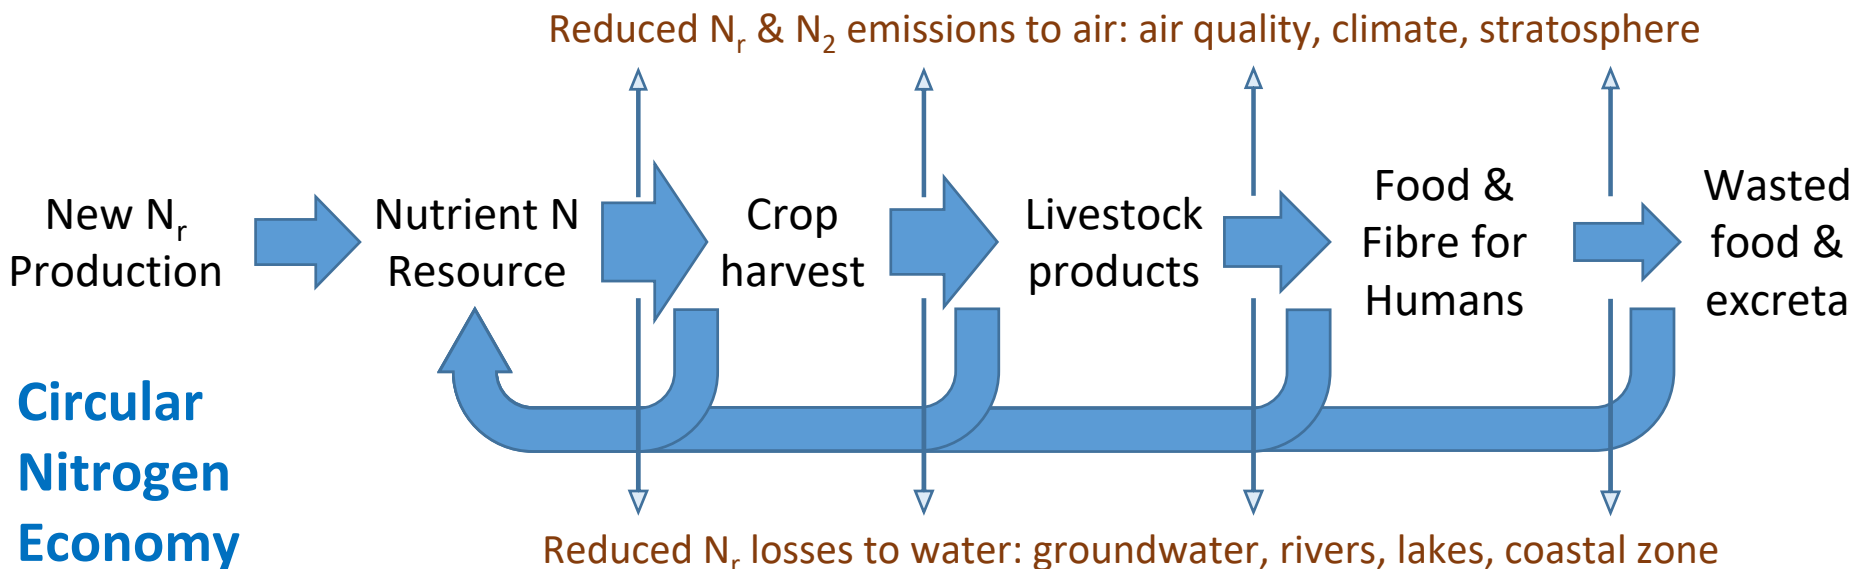 Reduced Nr & N2 emissions to air: air quality, climate, stratosphere
New Nr
Production
Nutrient N
Resource
Crop
harvest
Livestock
products
Food &
Fibre for
Humans
Wasted
food &
excreta
Circular
Nitrogen
Economy
Reduced Nr losses to water: groundwater, rivers, lakes, coastal zone